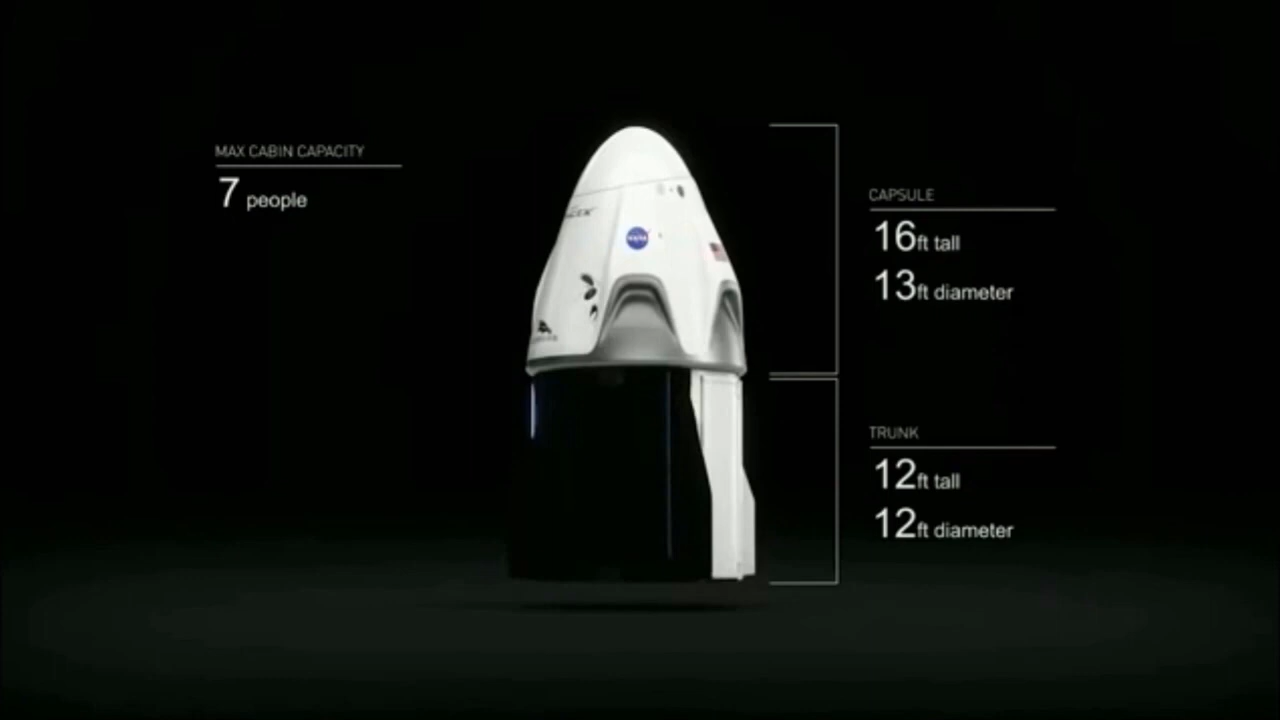 MAX CABIN CAPACITY
7 people
CAPSULE
16ft tall
13ft diameter
NASA
TRUNK
12ft tall
12ft diameter